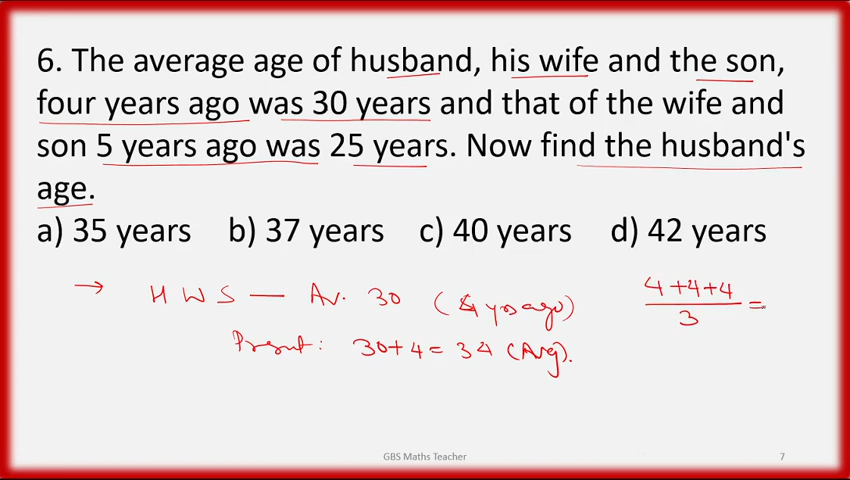 6. The average age of husband, his wife and the son,
four years ago was 30 years and that of the wife and
son 5 years ago was 25 years. Now find the husband's
age.
a) 35 years b) 37 years c) 40 years d) 42 years
→ H W S — Av. 30 (4 yrs ago)
4+4+4
3 =
Present: 30+4 = 34 (Avg).
GBS Maths Teacher 7